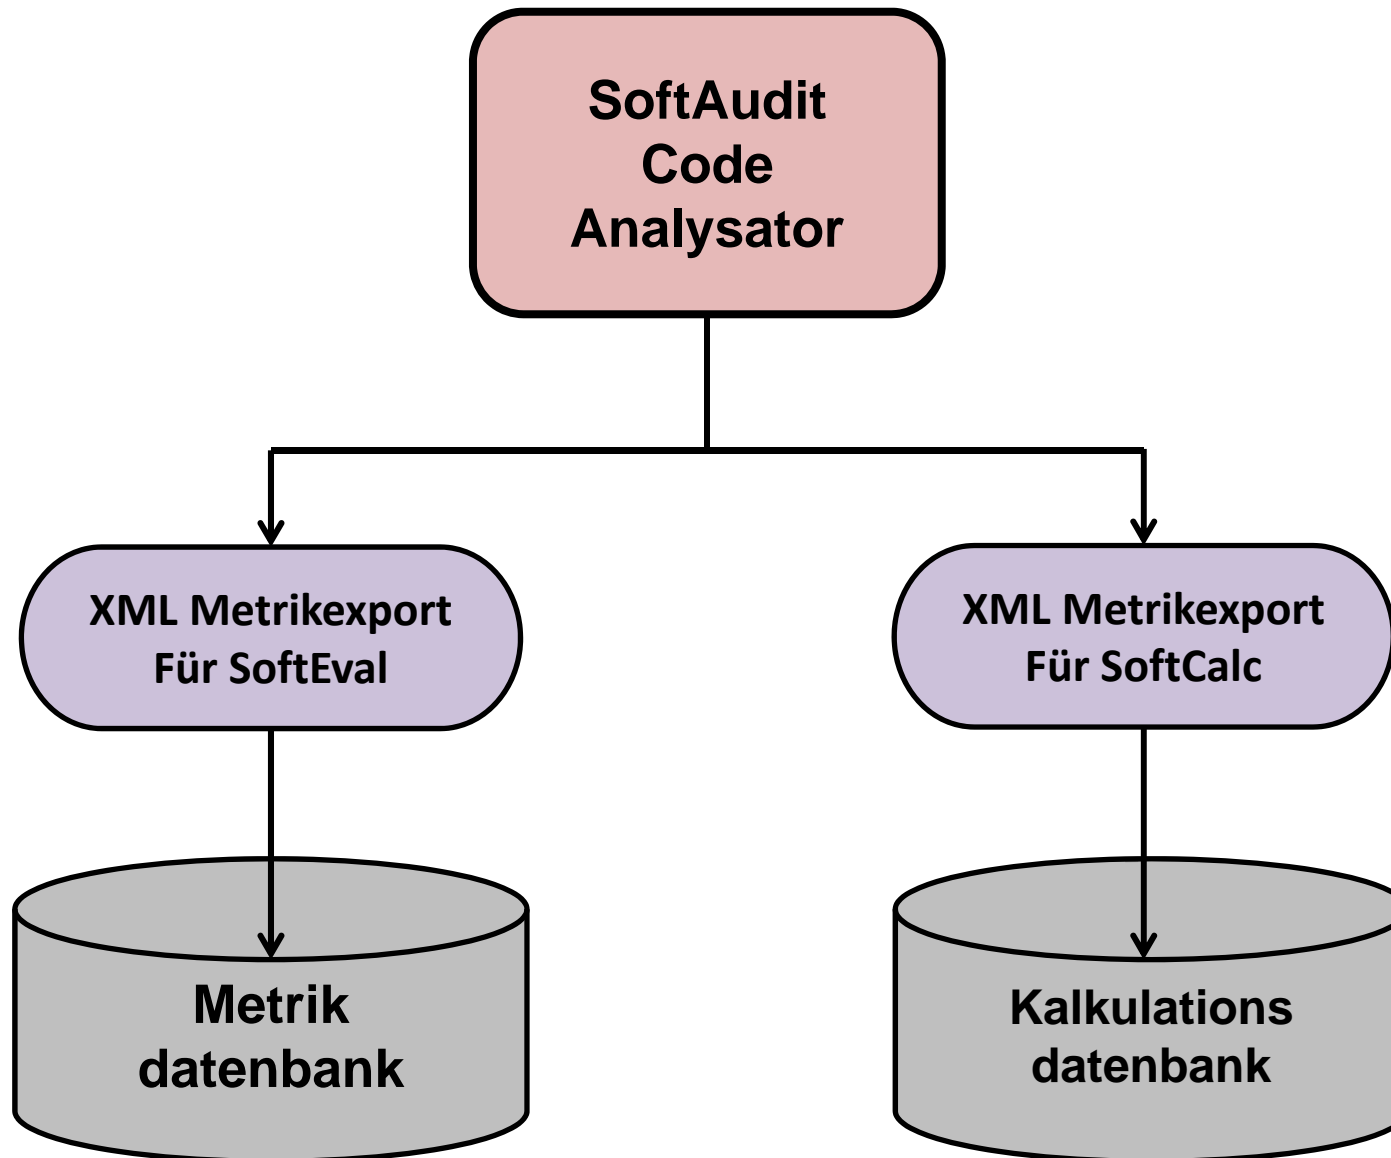 SoftAudit
Code
Analysator
XML Metrikexport
Für SoftEval
XML Metrikexport
Für SoftCalc
Metrik
datenbank
Kalkulations
datenbank